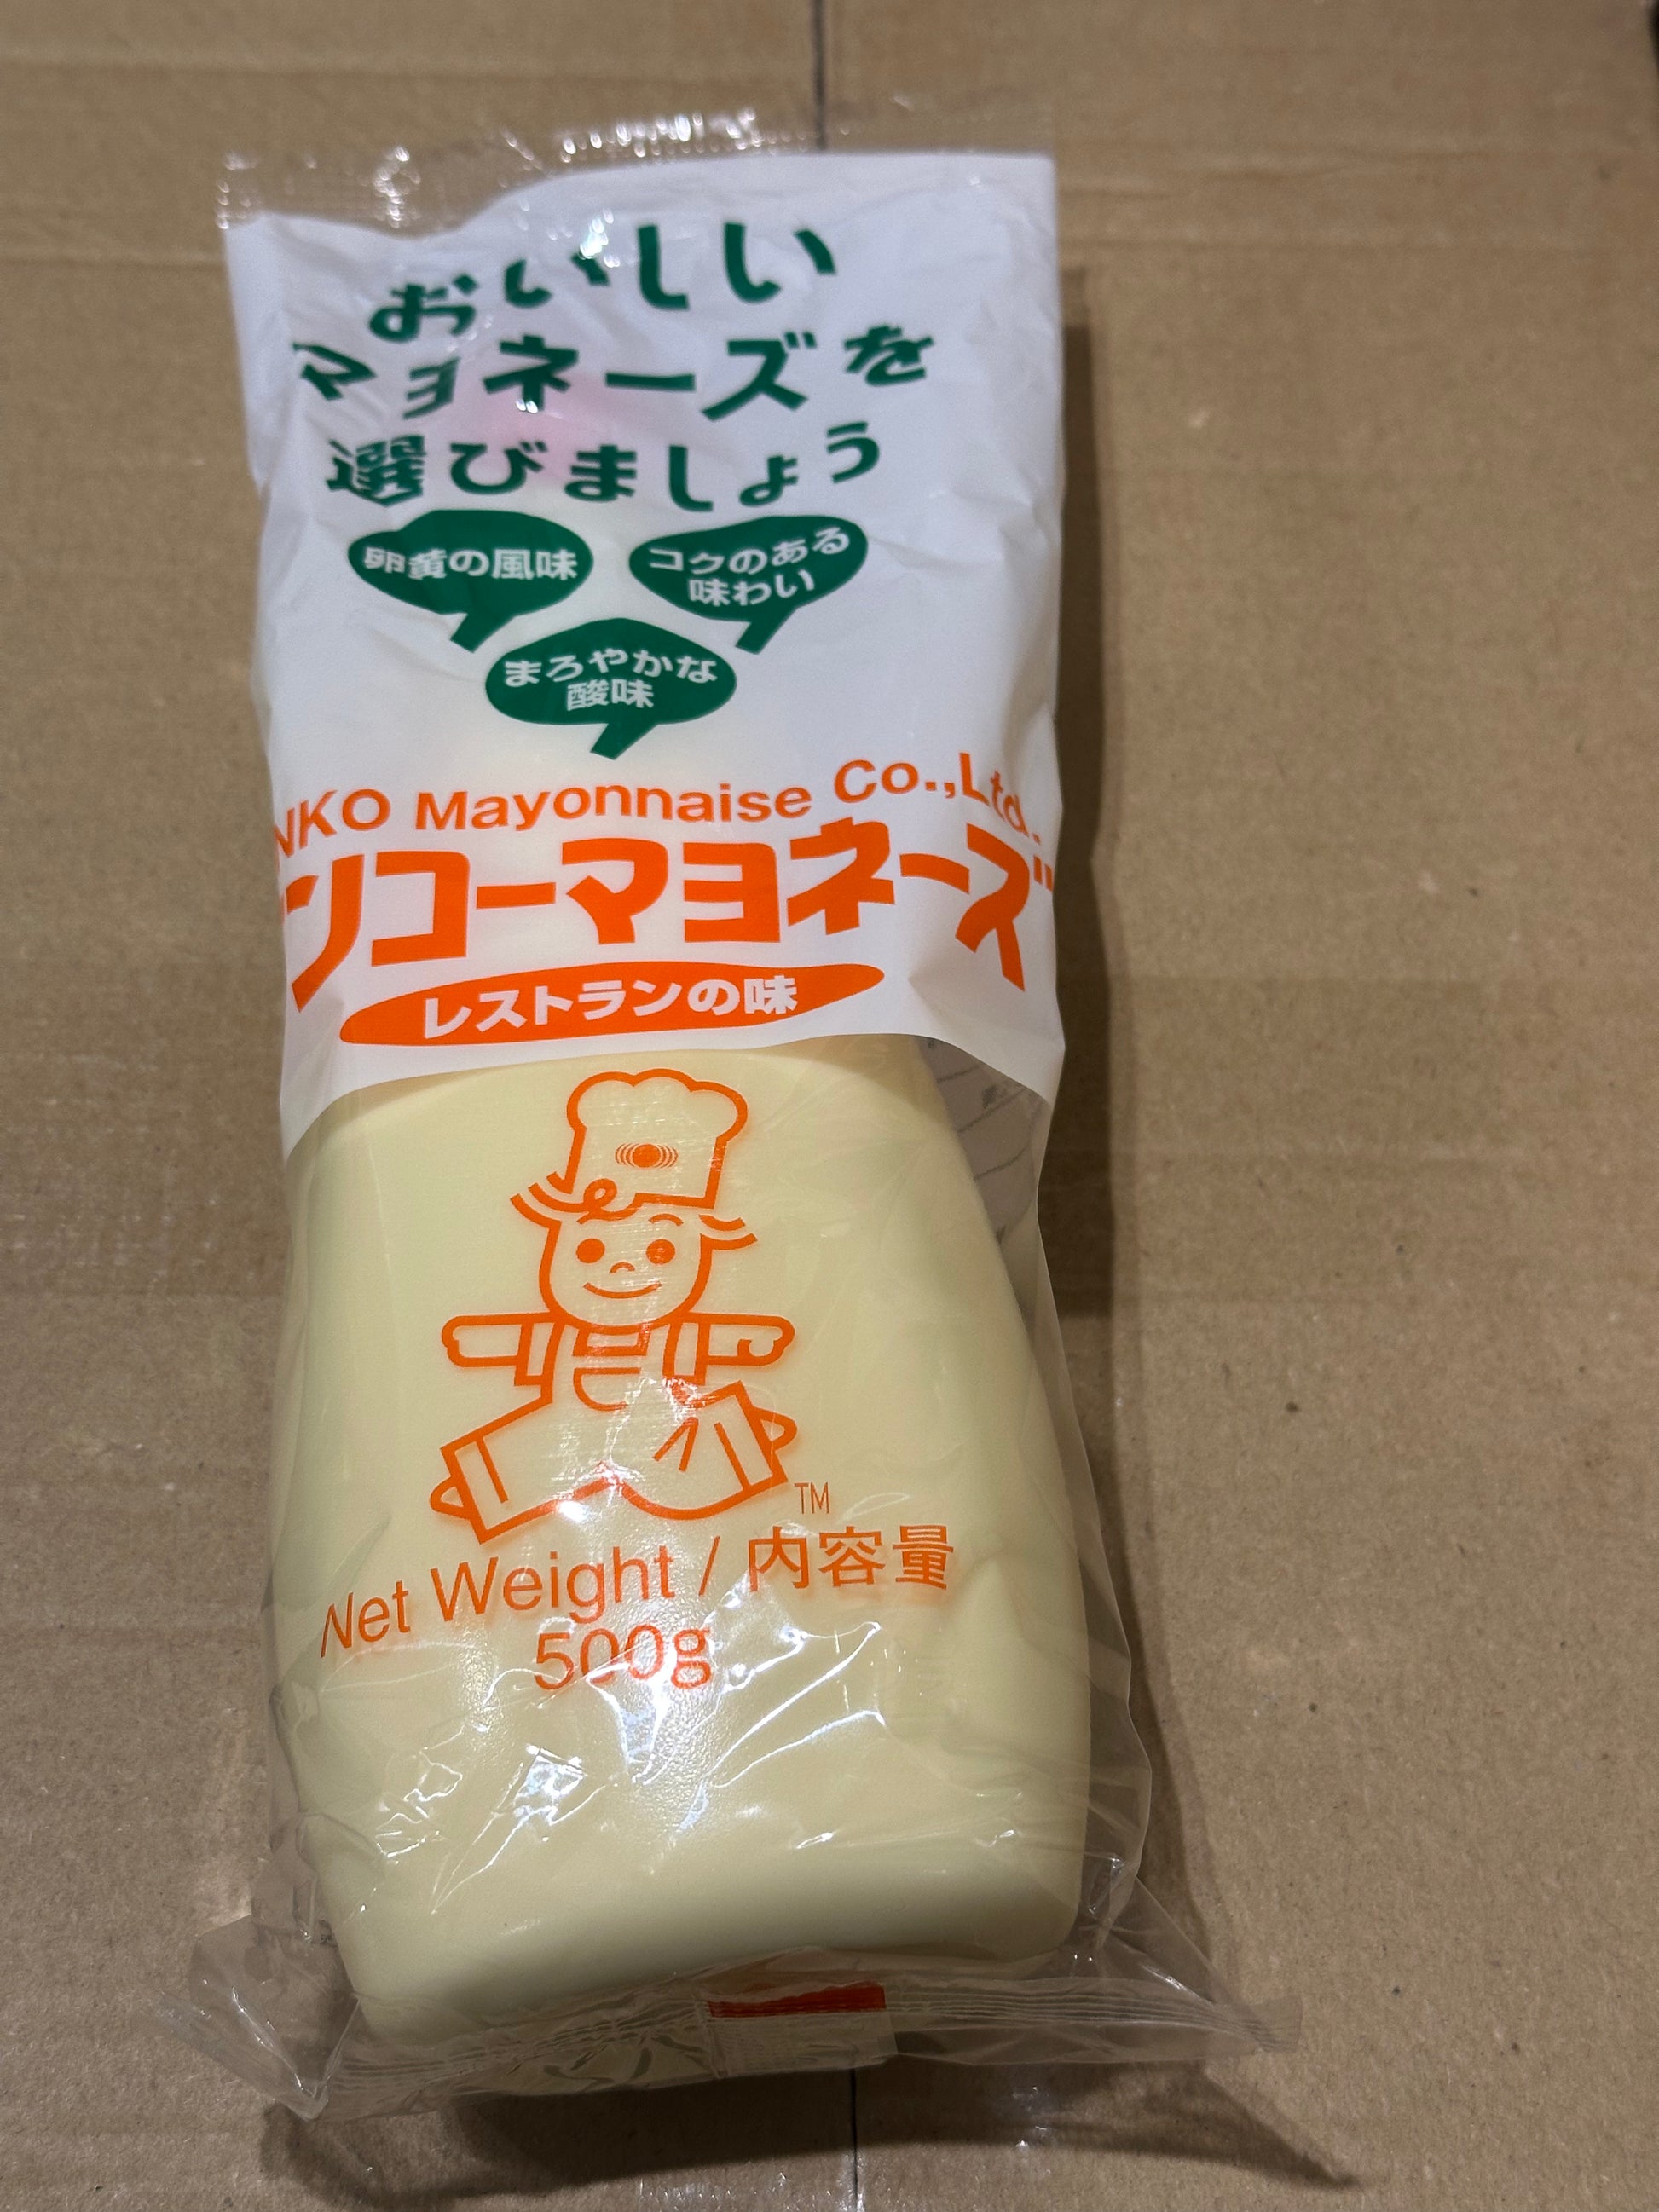 おいしい
マヨネーズを
選びましょう
卵黄の風味
コクのある
味わい
まろやかな
酸味
NKO Mayonnaise Co.,Ltd.
ンコーマヨネーズ
レストランの味
TM
Net Weight / 内容量
500g